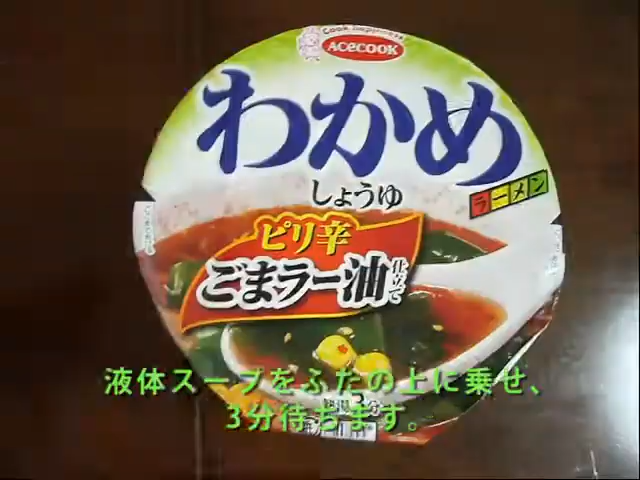 Cook happiness
ACECOOK
わかめ
しょうゆ
ラーメン
ピリ辛
ごまラー油
仕立て
液体スープをふたの上に乗せ、
3分待ちます。